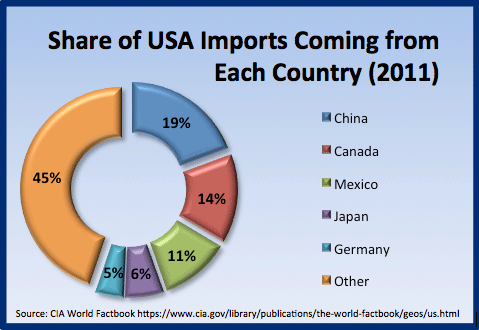 Share of USA Imports Coming from
Each Country (2011)
19%
14%
11%
6%
5%
45%
China
Canada
Mexico
Japan
Germany
Other
Source: CIA World Factbook https://www.cia.gov/library/publications/the-world-factbook/geos/us.html